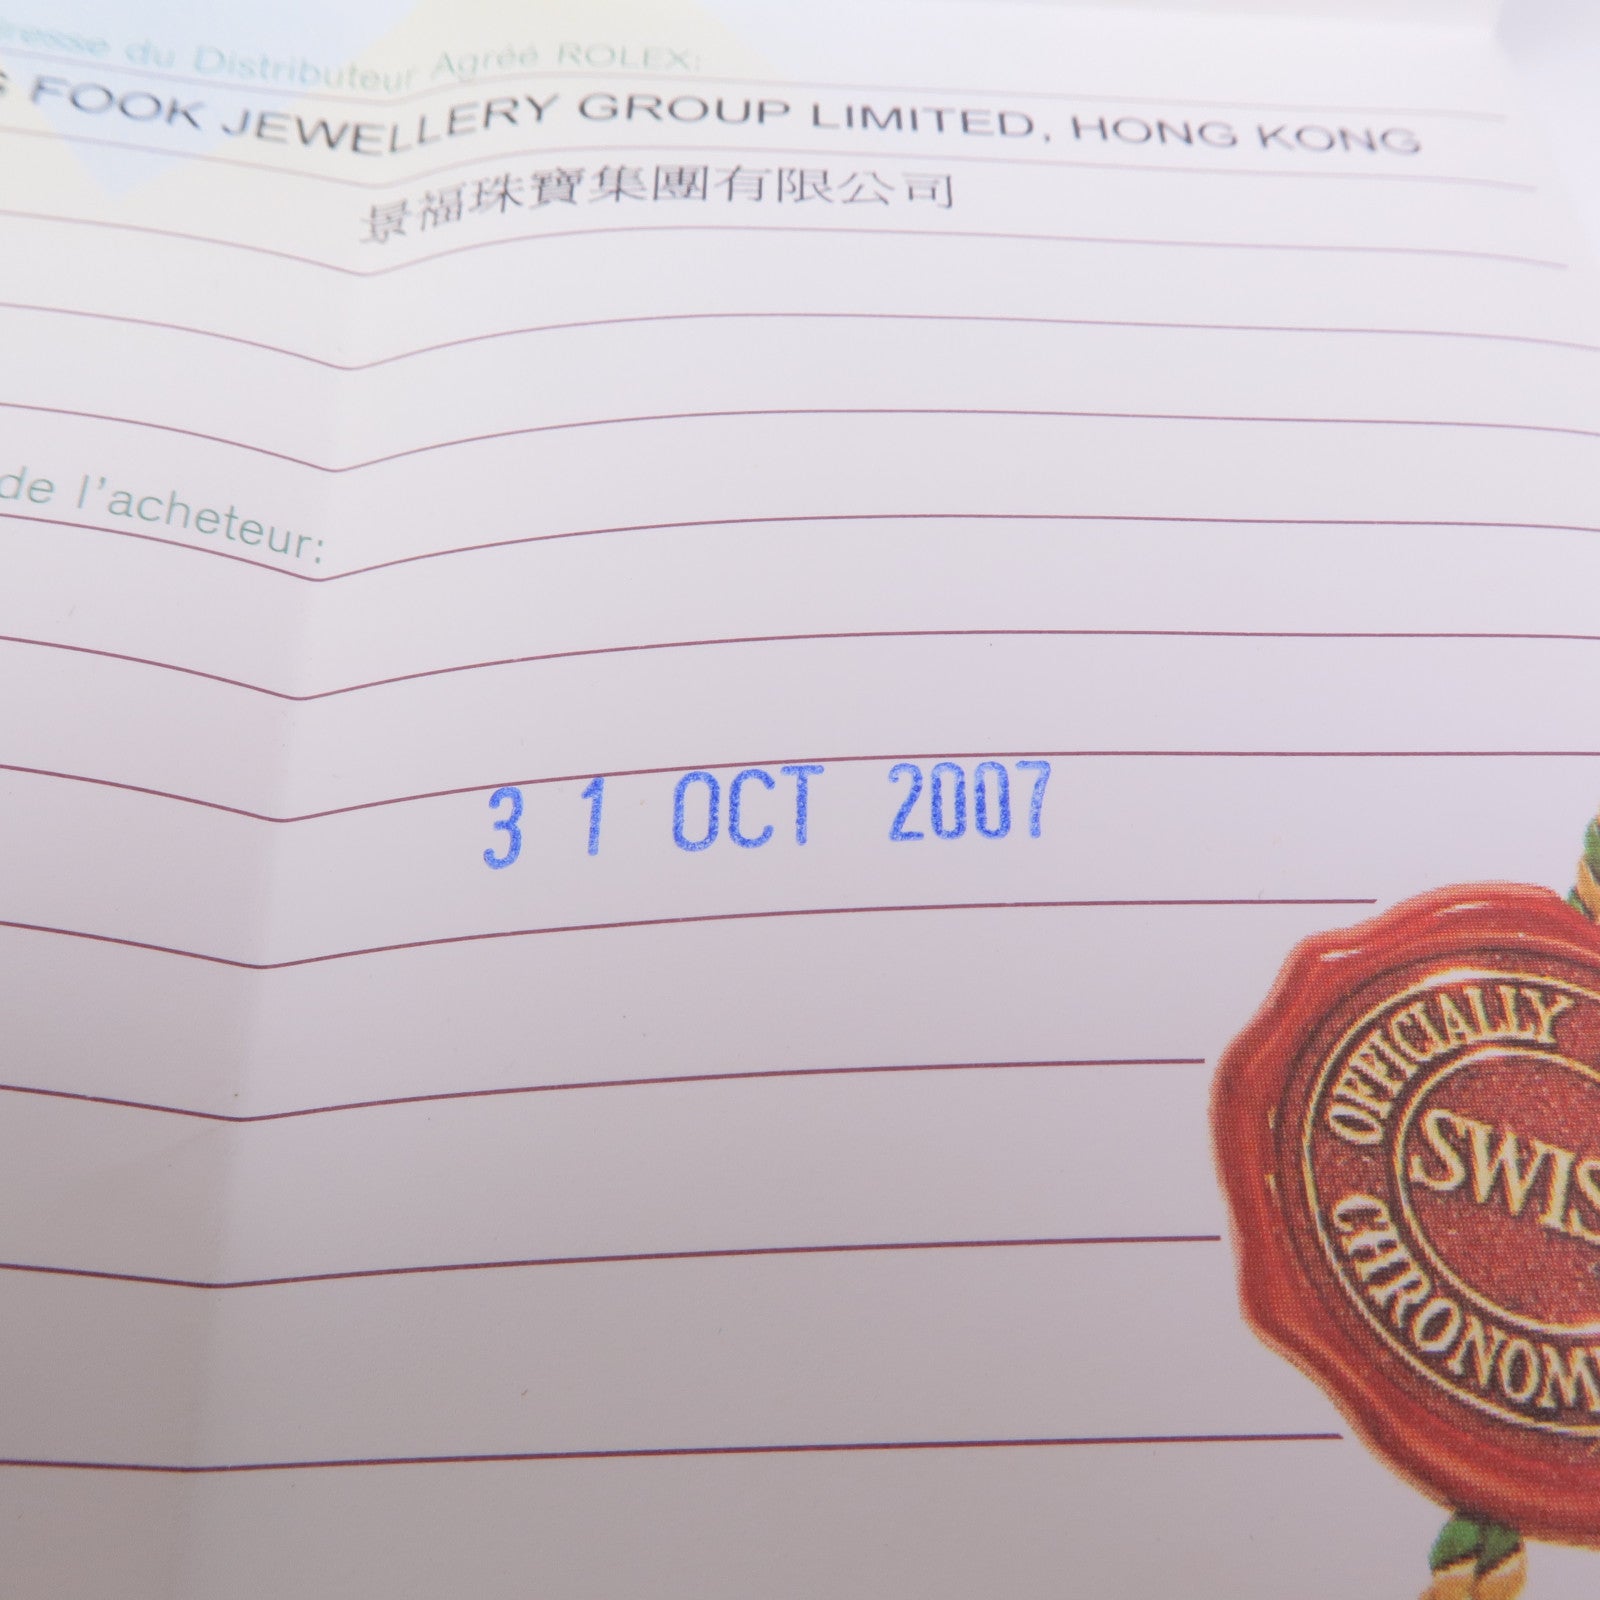 du Distributeur Agréé ROLEX:
FOOK JEWELLERY GROUP LIMITED, HONG KONG
景福珠寶集團有限公司
de l'acheteur:
31 OCT 2007
OFFICIALLY
SWIS
CHRONOM